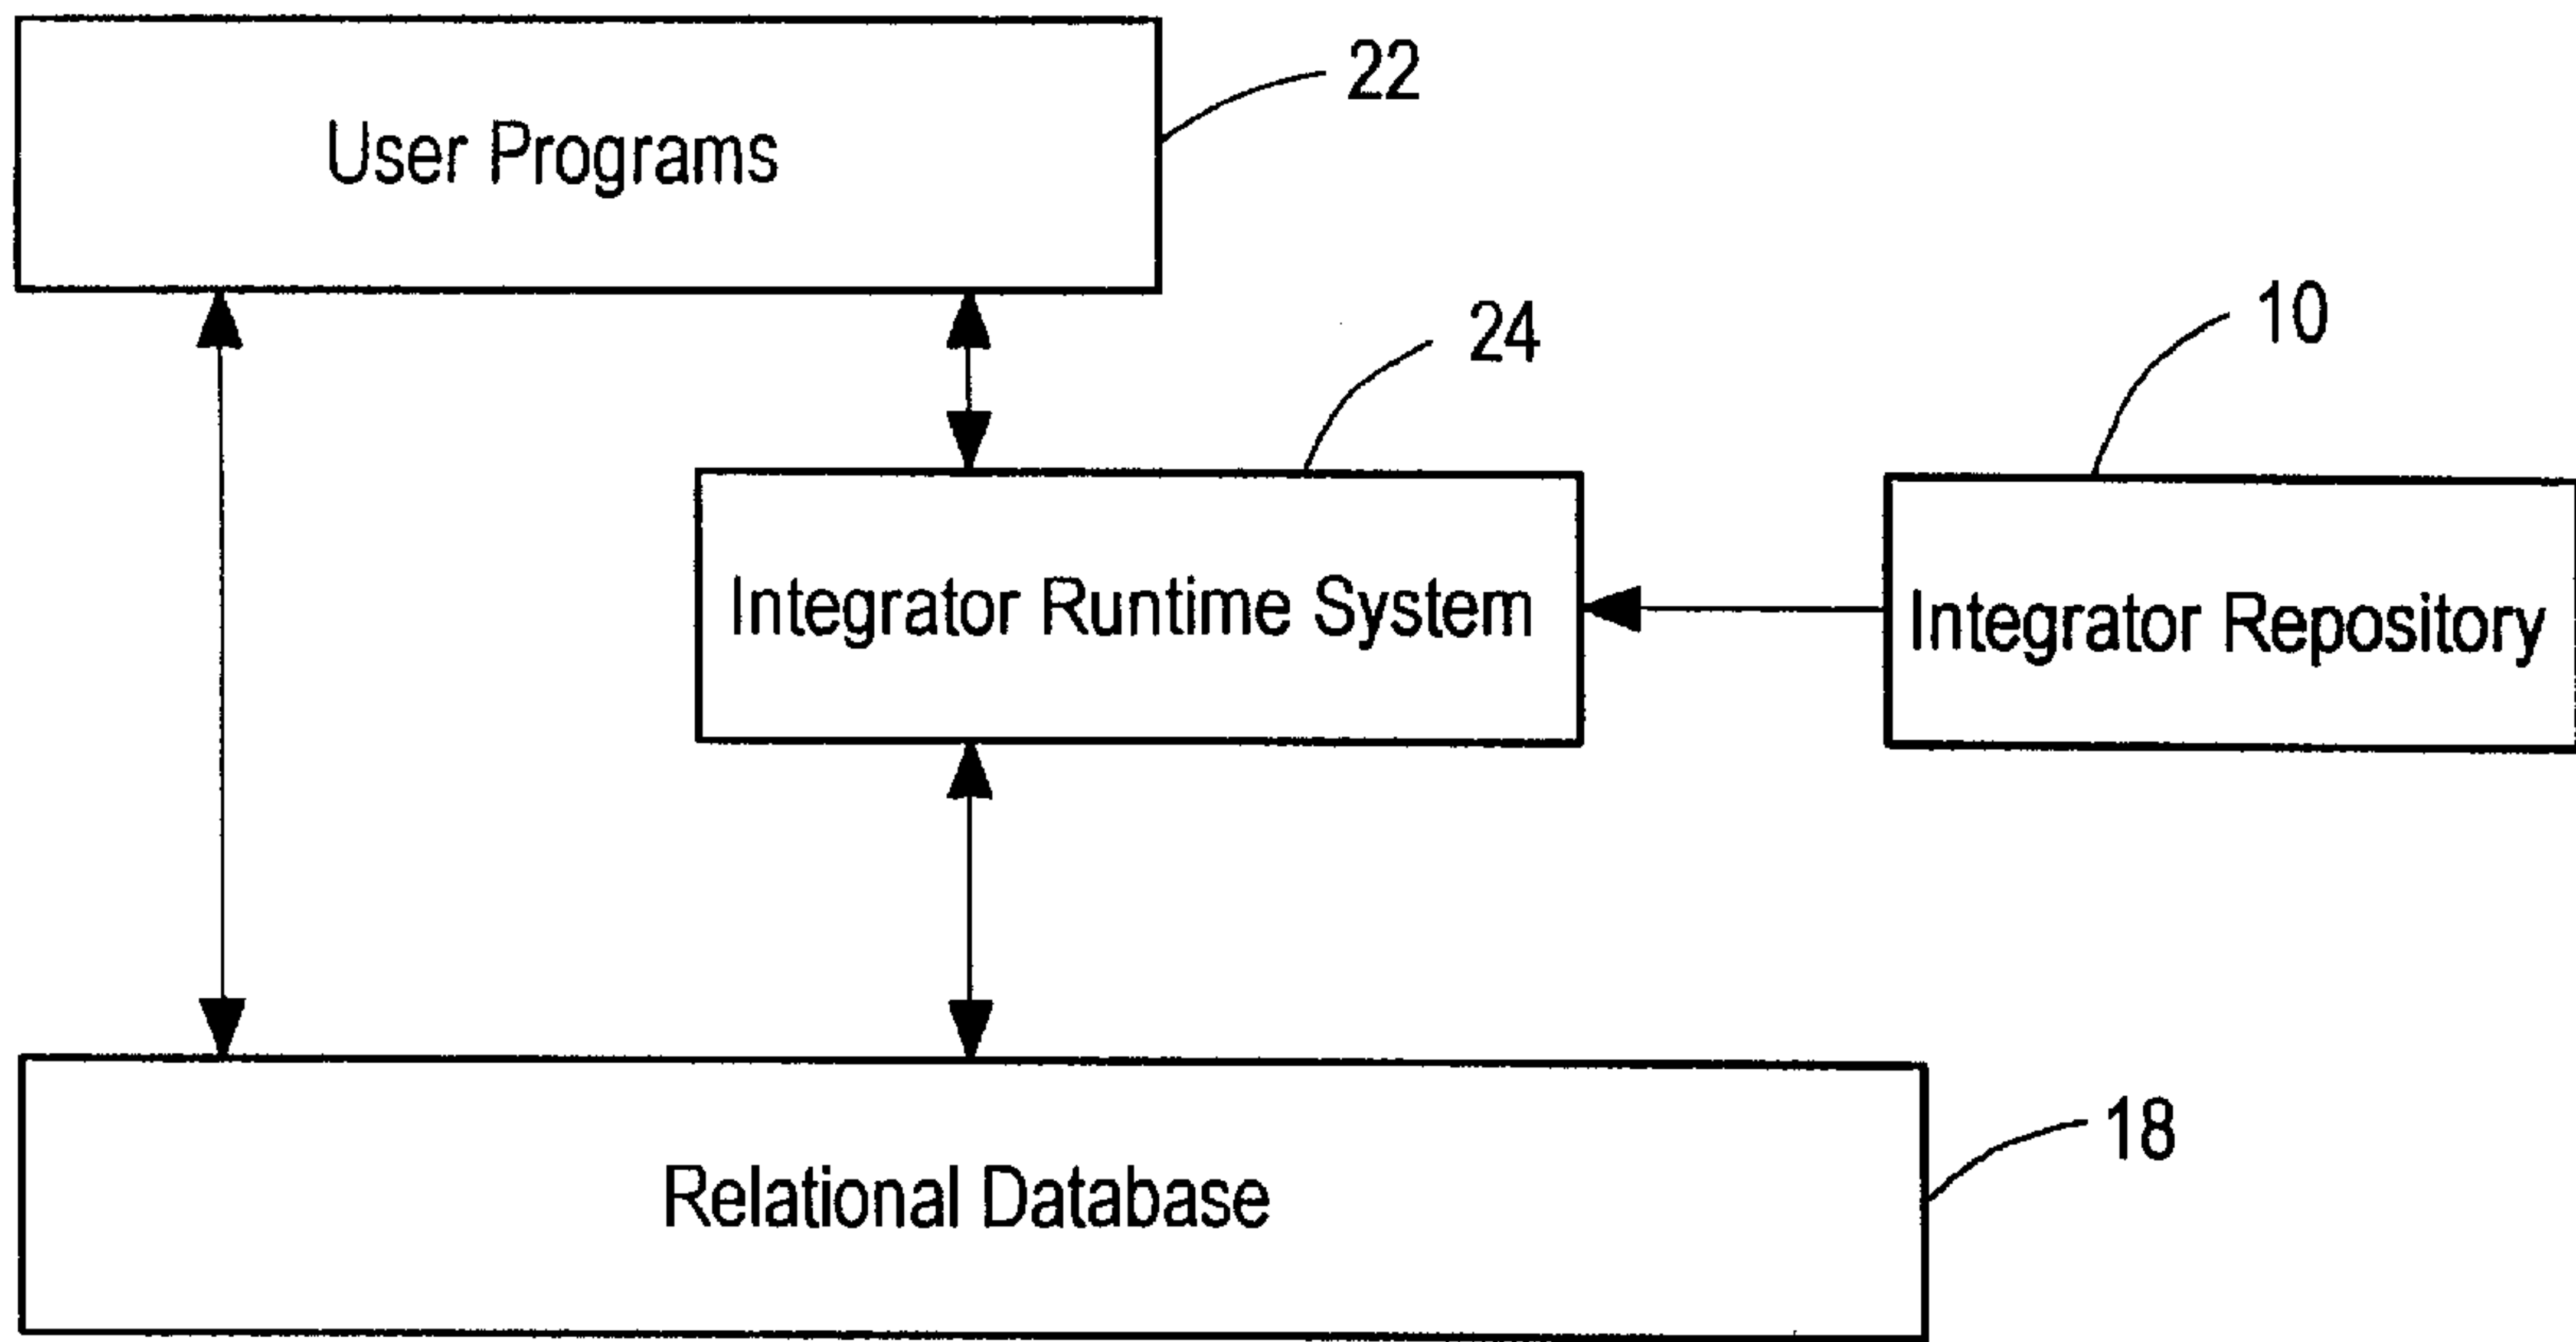 22
User Programs
24
10
Integrator Runtime System
Integrator Repository
18
Relational Database